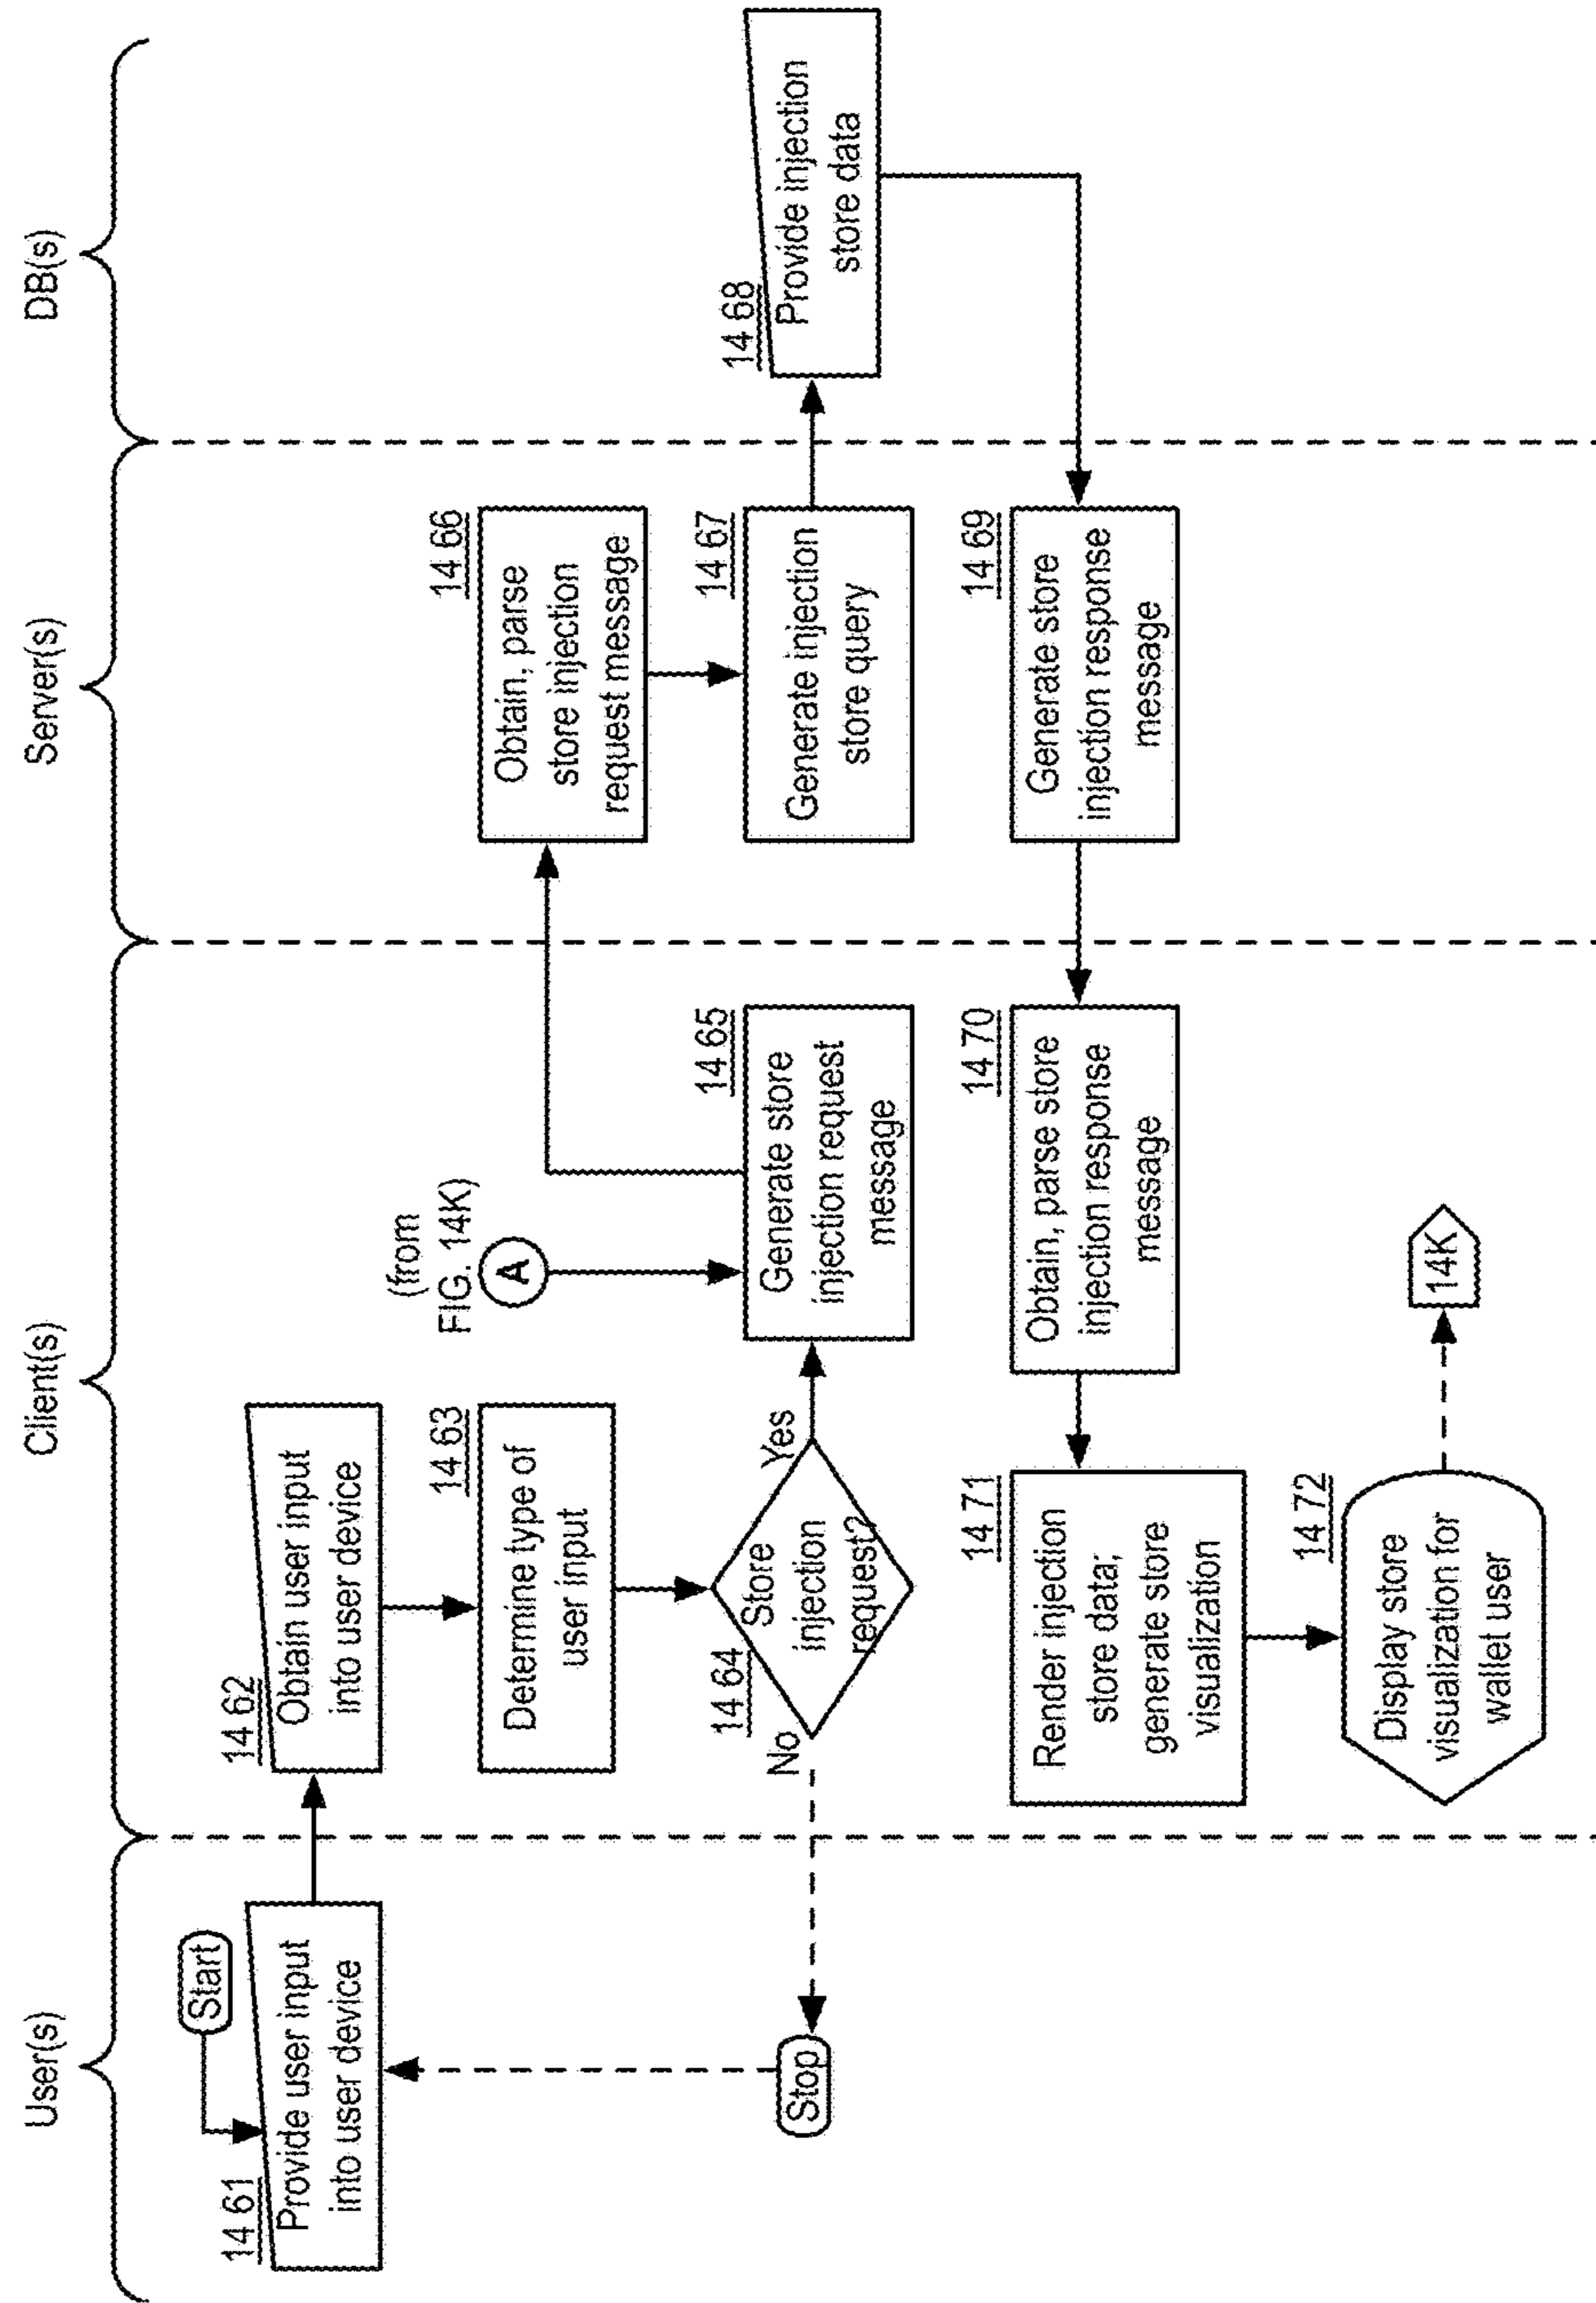 User(s)
Client(s)
Server(s)
DB(s)
Start
14 61
Provide user input
into user device
14 62
Obtain user input
into user device
14 63
Determine type of
user input
14 64
Store
injection
request?
No
Yes
Stop
(from
FIG. 14K)
A
14 65
Generate store
injection request
message
14 66
Obtain, parse
store injection
request message
14 67
Generate injection
store query
14 68
Provide injection
store data
14 69
Generate store
injection response
message
14 70
Obtain, parse store
injection response
message
14 71
Render injection
store data;
generate store
visualization
14 72
Display store
visualization for
wallet user
14K